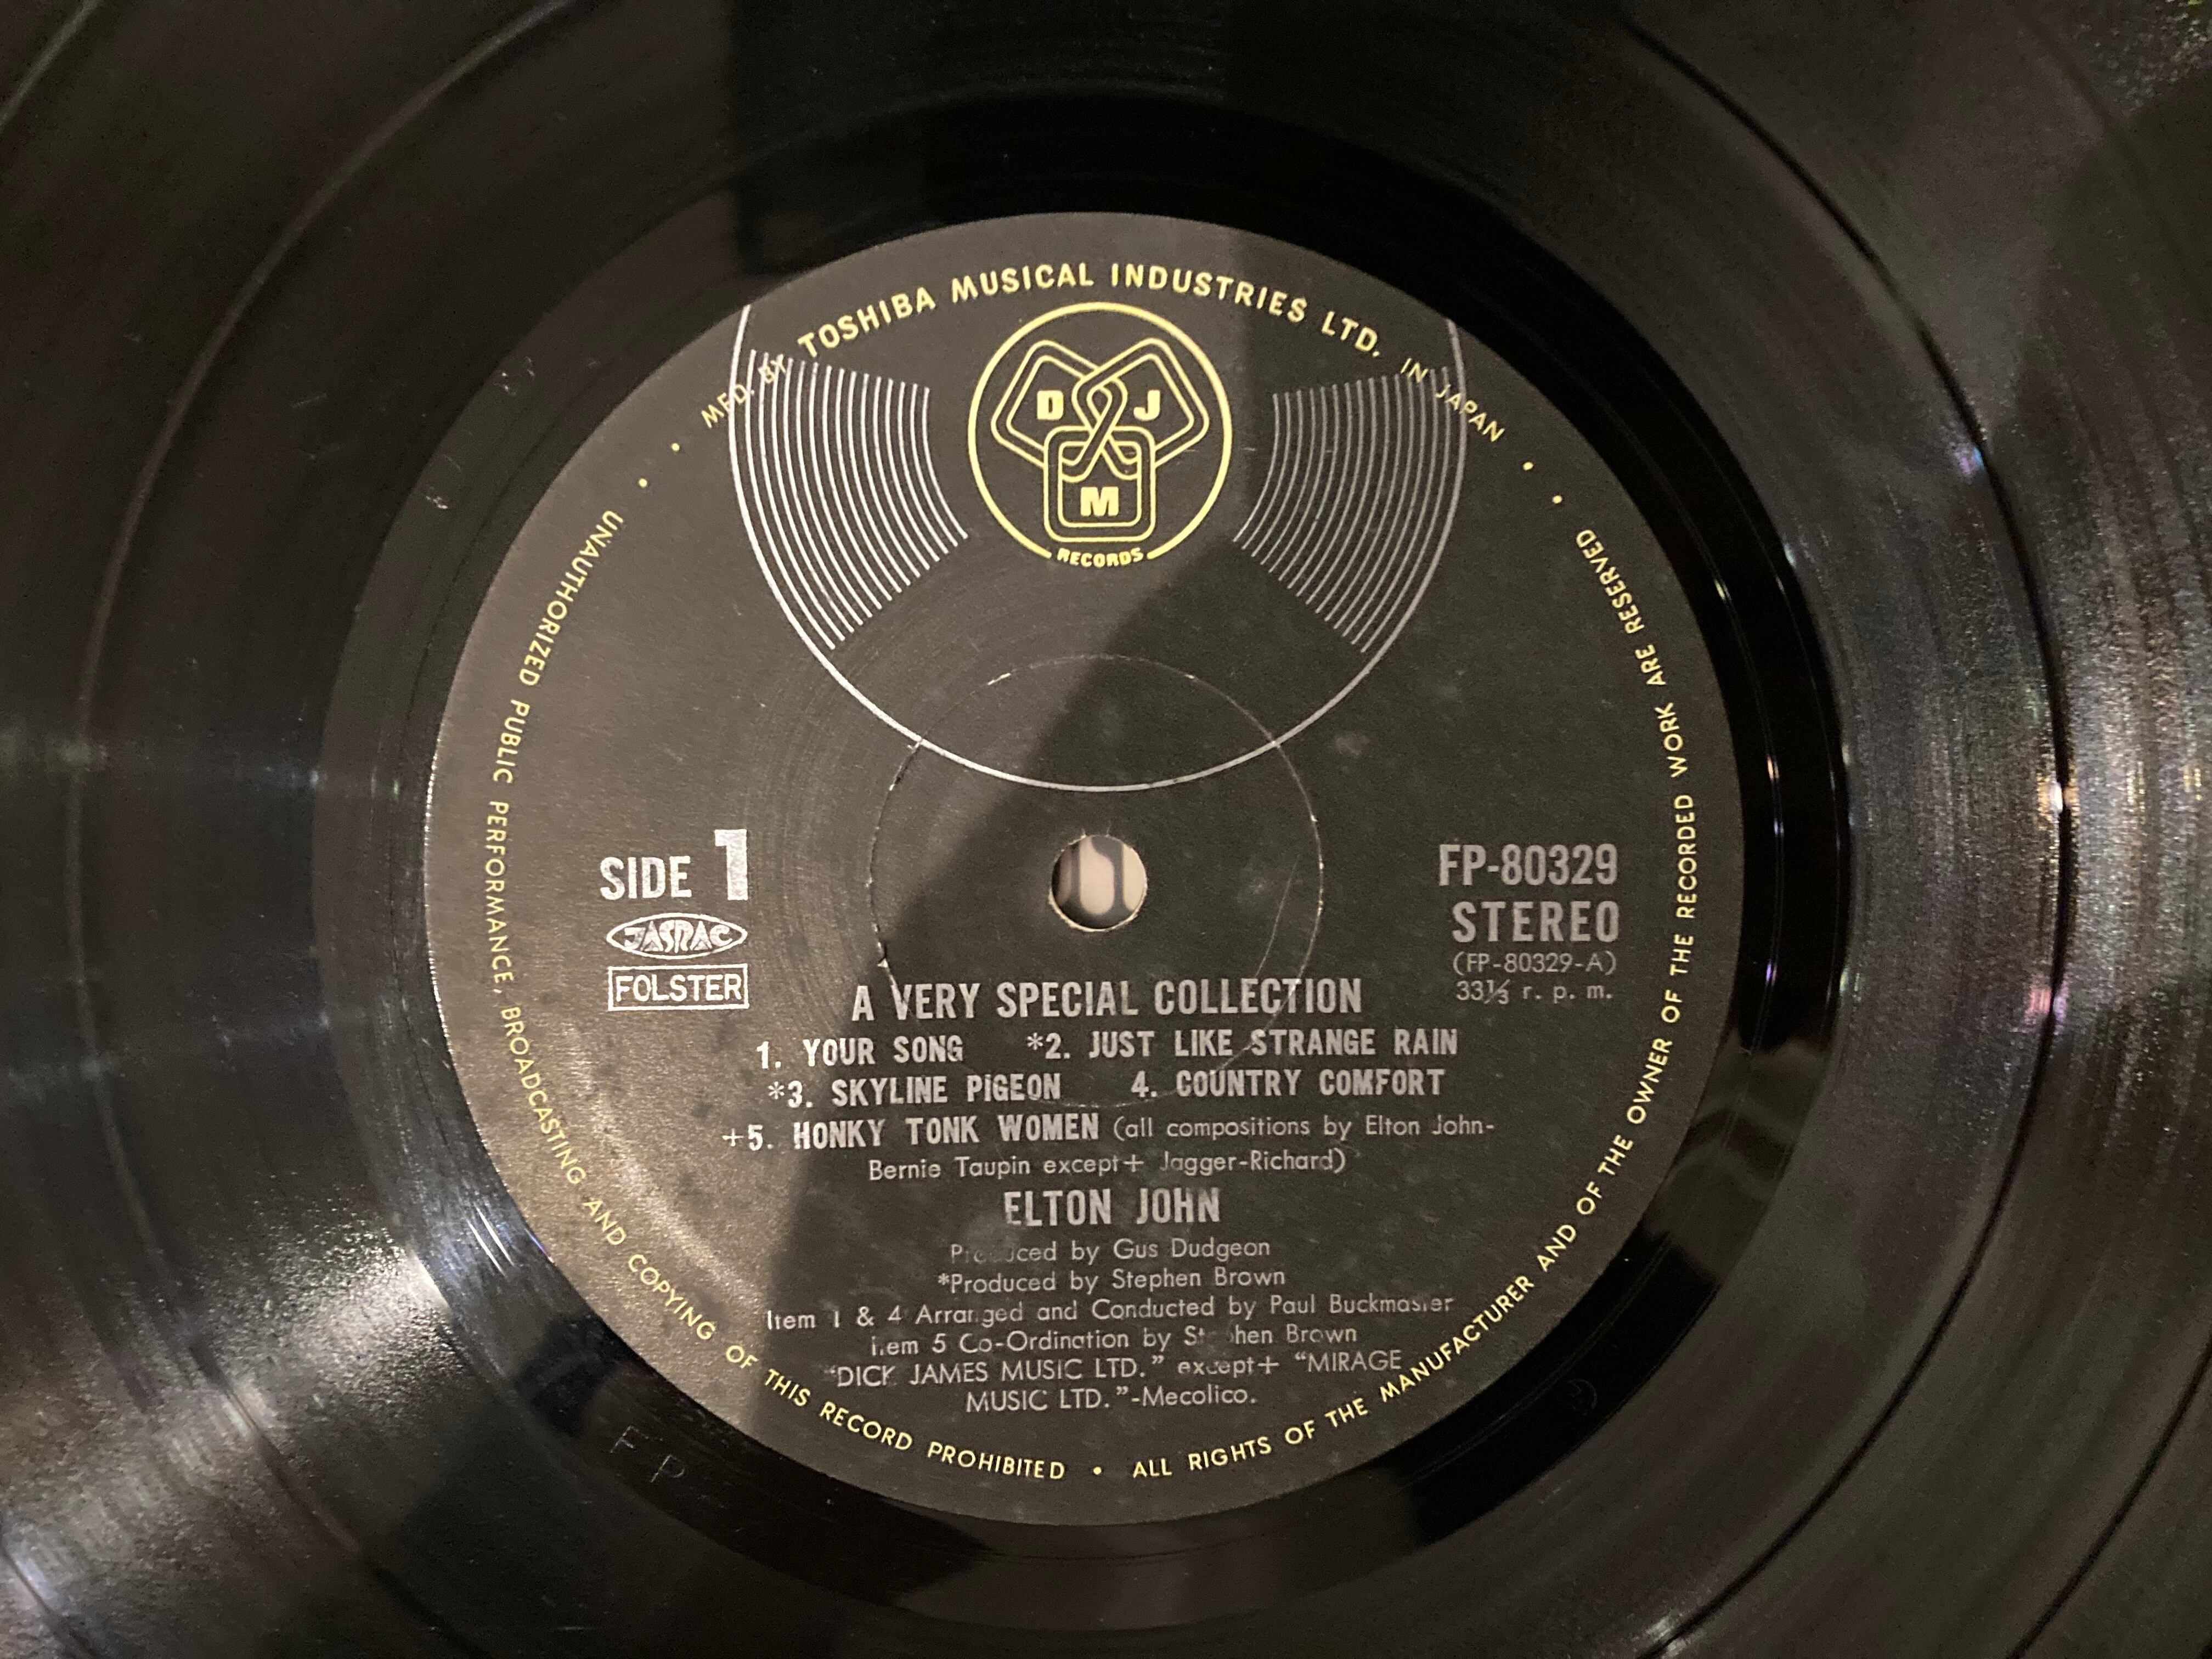 MFD. BY TOSHIBA MUSICAL INDUSTRIES LTD. IN JAPAN
D J
M
RECORDS
SIDE 1
JASRAC
FOLSTER
FP-80329
STEREO
(FP-80329-A)
33⅓ r. p. m.
A VERY SPECIAL COLLECTION
1. YOUR SONG *2. JUST LIKE STRANGE RAIN
*3. SKYLINE PIGEON 4. COUNTRY COMFORT
+5. HONKY TONK WOMEN (all compositions by Elton John-
Bernie Taupin except+ Jagger-Richard)
ELTON JOHN
Produced by Gus Dudgeon
*Produced by Stephen Brown
Item 1 & 4 Arranged and Conducted by Paul Buckmaster
Item 5 Co-Ordination by Stephen Brown
"DICK JAMES MUSIC LTD." except+ "MIRAGE
MUSIC LTD."-Mecolico.
UNAUTHORIZED PUBLIC PERFORMANCE, BROADCASTING AND COPYING OF THIS RECORD PROHIBITED • ALL RIGHTS OF THE MANUFACTURER AND OF THE OWNER OF THE RECORDED WORK ARE RESERVED
F P